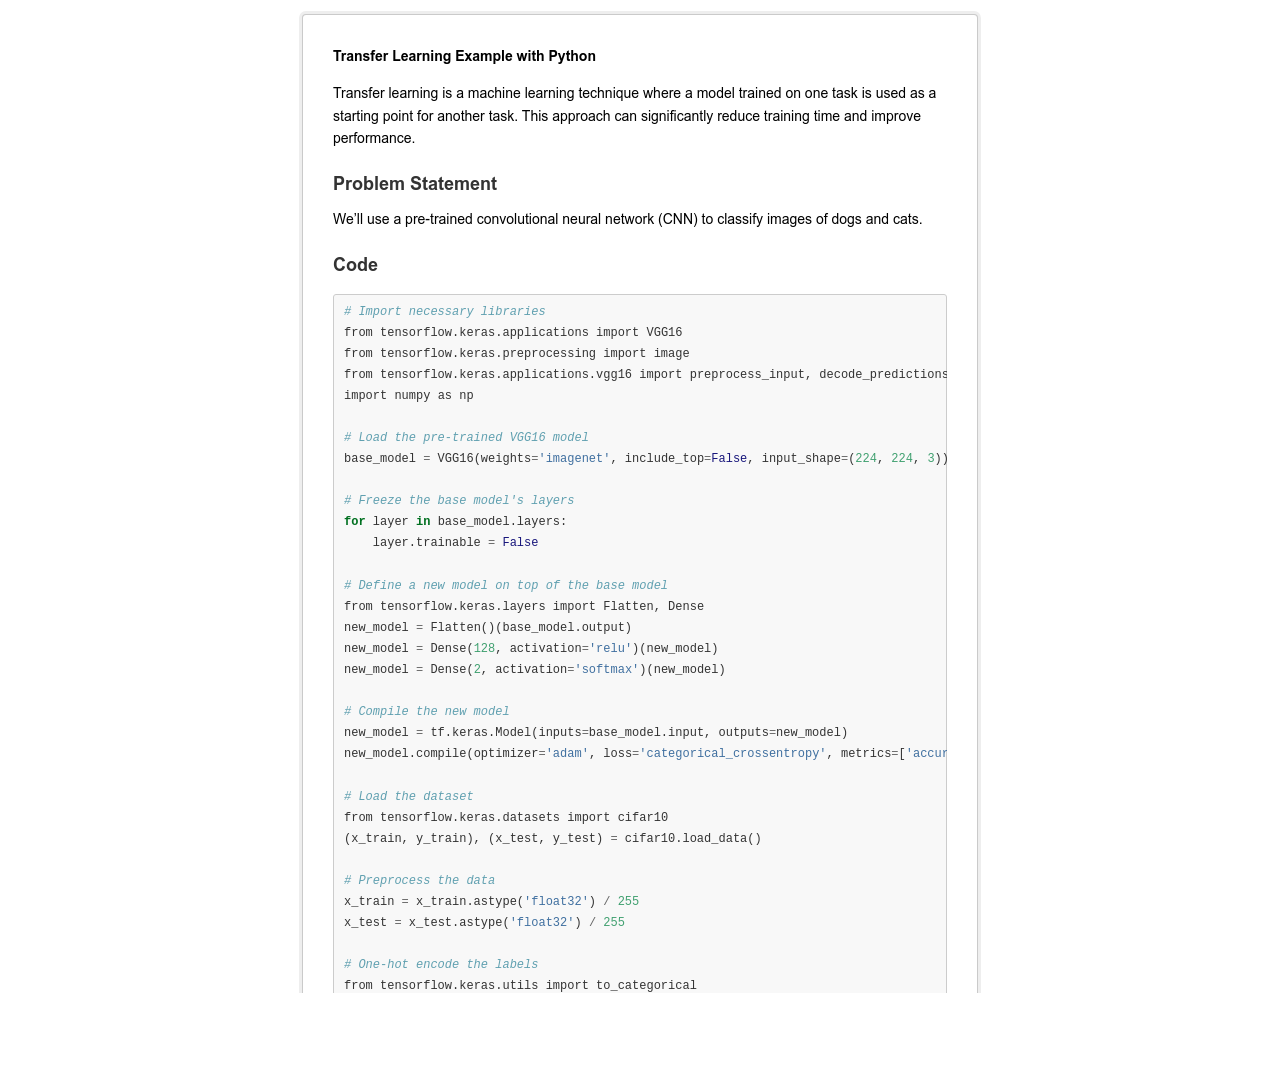 Transfer Learning Example with Python
Transfer learning is a machine learning technique where a model trained on one task is used as a
starting point for another task. This approach can significantly reduce training time and improve
performance.
Problem Statement
We’ll use a pre-trained convolutional neural network (CNN) to classify images of dogs and cats.
Code
# Import necessary libraries
from tensorflow.keras.applications import VGG16
from tensorflow.keras.preprocessing import image
from tensorflow.keras.applications.vgg16 import preprocess_input, decode_predictions
import numpy as np
# Load the pre-trained VGG16 model
base_model = VGG16(weights='imagenet', include_top=False, input_shape=(224, 224, 3))
# Freeze the base model's layers
for layer in base_model.layers:
    layer.trainable = False
# Define a new model on top of the base model
from tensorflow.keras.layers import Flatten, Dense
new_model = Flatten()(base_model.output)
new_model = Dense(128, activation='relu')(new_model)
new_model = Dense(2, activation='softmax')(new_model)
# Compile the new model
new_model = tf.keras.Model(inputs=base_model.input, outputs=new_model)
new_model.compile(optimizer='adam', loss='categorical_crossentropy', metrics=['accur
# Load the dataset
from tensorflow.keras.datasets import cifar10
(x_train, y_train), (x_test, y_test) = cifar10.load_data()
# Preprocess the data
x_train = x_train.astype('float32') / 255
x_test = x_test.astype('float32') / 255
# One-hot encode the labels
from tensorflow.keras.utils import to_categorical